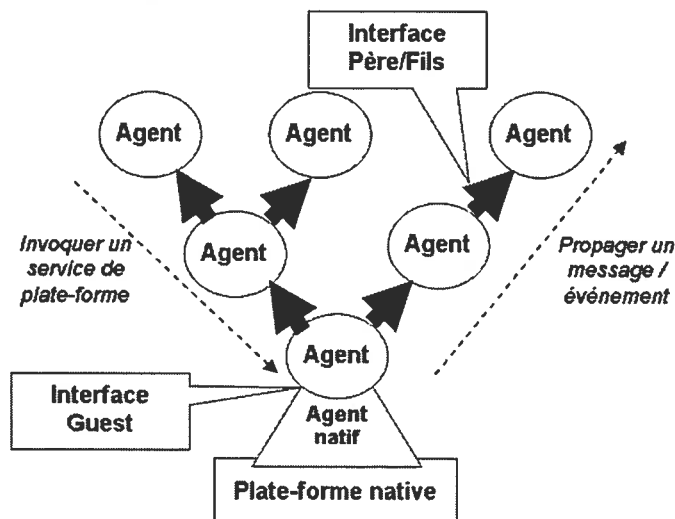 Interface
Père/Fils
Agent
Agent
Agent
Agent
Agent
Invoquer un
service de
plate-forme
Propager un
message /
événement
Agent
Interface
Guest
Agent
natif
Plate-forme native